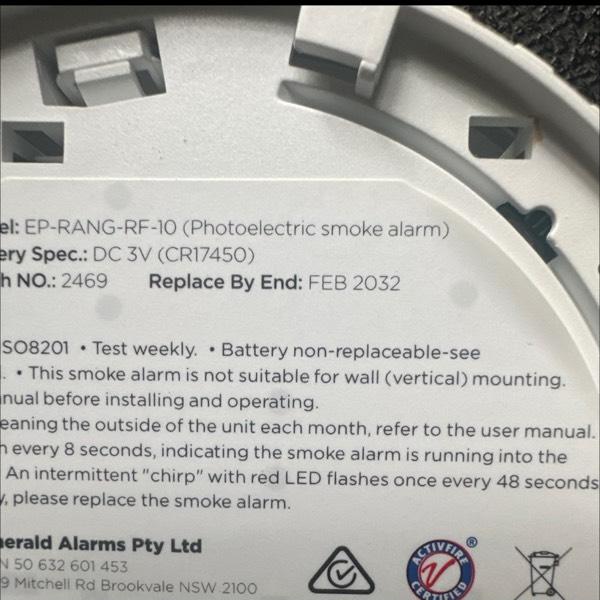 el: EP-RANG-RF-10 (Photoelectric smoke alarm)
ery Spec.: DC 3V (CR17450)
h NO.: 2469 Replace By End: FEB 2032
SO8201 • Test weekly. • Battery non-replaceable-see
. • This smoke alarm is not suitable for wall (vertical) mounting.
nual before installing and operating.
eaning the outside of the unit each month, refer to the user manual.
n every 8 seconds, indicating the smoke alarm is running into the
An intermittent "chirp" with red LED flashes once every 48 seconds
y, please replace the smoke alarm.
erald Alarms Pty Ltd
N 50 632 601 453
9 Mitchell Rd Brookvale NSW 2100
ACTIVFIRE ®
CERTIFIED